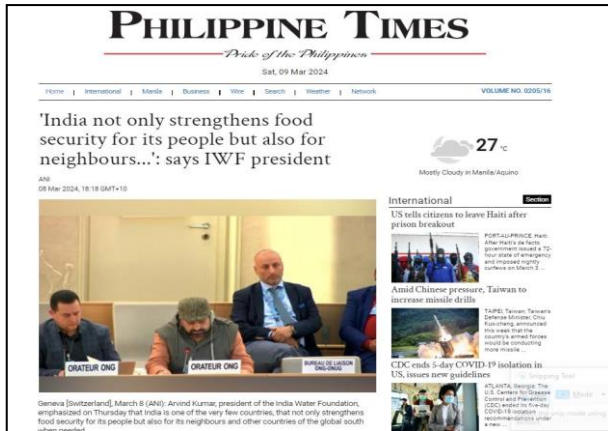 PHILIPPINE TIMES
Pride of the Philippines
Sat, 09 Mar 2024
Home | International | Manila | Business | Wire | Search | Weather | Network
VOLUME NO. 0205/16
'India not only strengthens food
security for its people but also for
neighbours...': says IWF president
ANI
08 Mar 2024, 18:18 GMT+10
27 °C
Mostly Cloudy in Manila/Aquino
ORATEUR ONG
ORATEUR ONG
BUREAU DE LIAISON
ONG-ONUG
Geneva [Switzerland], March 8 (ANI): Arvind Kumar, president of the India Water Foundation,
emphasized on Thursday that India is one of the very few countries, that not only strengthens
food security for its people but also for its neighbours and other countries of the global south
when needed.
International
Section
US tells citizens to leave Haiti after
prison breakout
PORT-AU-PRINCE, Haiti:
After Haiti's de facto
government issued a 72-
hour state of emergency
and imposed nightly
curfews on March 3 ...
Amid Chinese pressure, Taiwan to
increase missile drills
TAIPEI, Taiwan: Taiwan's
Defense Minister, Chiu
Kuo-cheng, announced
this week that the
country's armed forces
would be conducting
more missile ...
CDC ends 5-day COVID-19 isolation in
US, issues new guidelines
ATLANTA, Georgia: The
U.S. Centers for Disease
Control and Prevention
(CDC) ended its five-day
COVID-19 isolation
recommendations under
a new ...
Snipping Tool
Mode